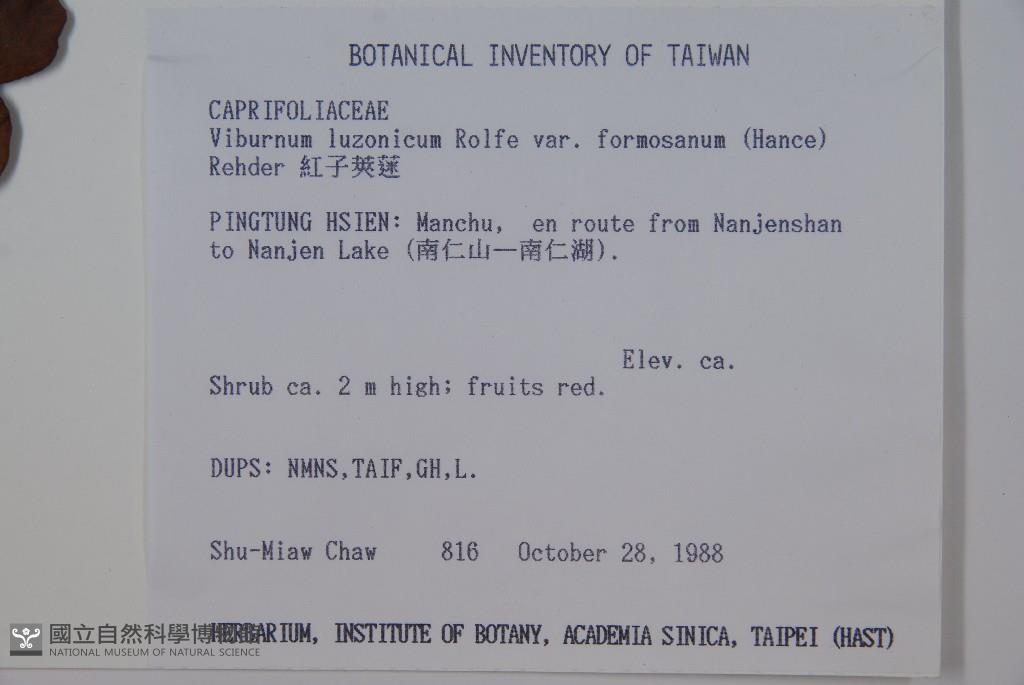 BOTANICAL INVENTORY OF TAIWAN
CAPRIFOLIACEAE
Viburnum luzonicum Rolfe var. formosanum (Hance)
Rehder 紅子莢蒾
PINGTUNG HSIEN: Manchu, en route from Nanjenshan
to Nanjen Lake (南仁山一南仁湖).
Elev. ca.
Shrub ca. 2 m high; fruits red.
DUPS: NMNS,TAIF,GH,L.
Shu-Miaw Chaw 816 October 28, 1988
HERBARIUM, INSTITUTE OF BOTANY, ACADEMIA SINICA, TAIPEI (HAST)
國立自然科學博物館
NATIONAL MUSEUM OF NATURAL SCIENCE